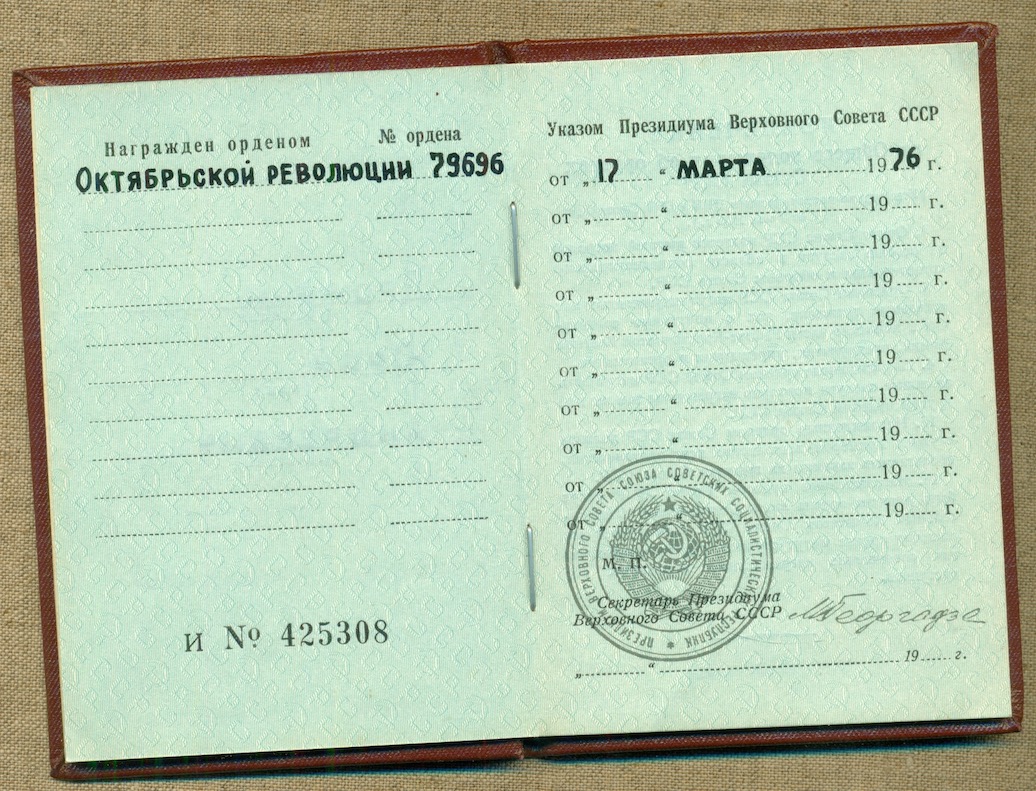 Награжден орденом № ордена
ОКТЯБРЬСКОЙ РЕВОЛЮЦИИ 79696
И № 425308
Указом Президиума Верховного Совета СССР
от „17“ МАРТА 1976 г.
от „ “ 19 г.
от „ “ 19 г.
от „ “ 19 г.
от „ “ 19 г.
от „ “ 19 г.
от „ “ 19 г.
от „ “ 19 г.
от „ “ 19 г.
от „ “ 19 г.
ПРЕЗИДИУМ ВЕРХОВНОГО СОВЕТА СОЮЗА СОВЕТСКИХ СОЦИАЛИСТИЧЕСКИХ РЕСПУБЛИК
М. П.
Секретарь Президиума
Верховного Совета СССР МГеоргадзе
„ “ 19 г.